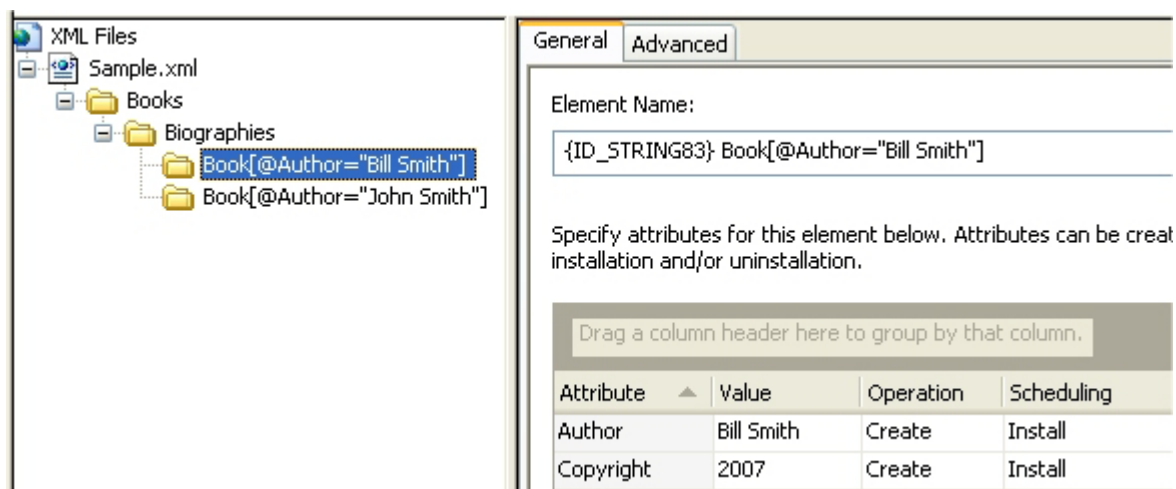 XML Files
Sample.xml
Books
Biographies
Book[@Author="Bill Smith"]
Book[@Author="John Smith"]
General Advanced
Element Name:
{ID_STRING83} Book[@Author="Bill Smith"]
Specify attributes for this element below. Attributes can be creat
installation and/or uninstallation.
Drag a column header here to group by that column.
Attribute Value Operation Scheduling
Author Bill Smith Create Install
Copyright 2007 Create Install